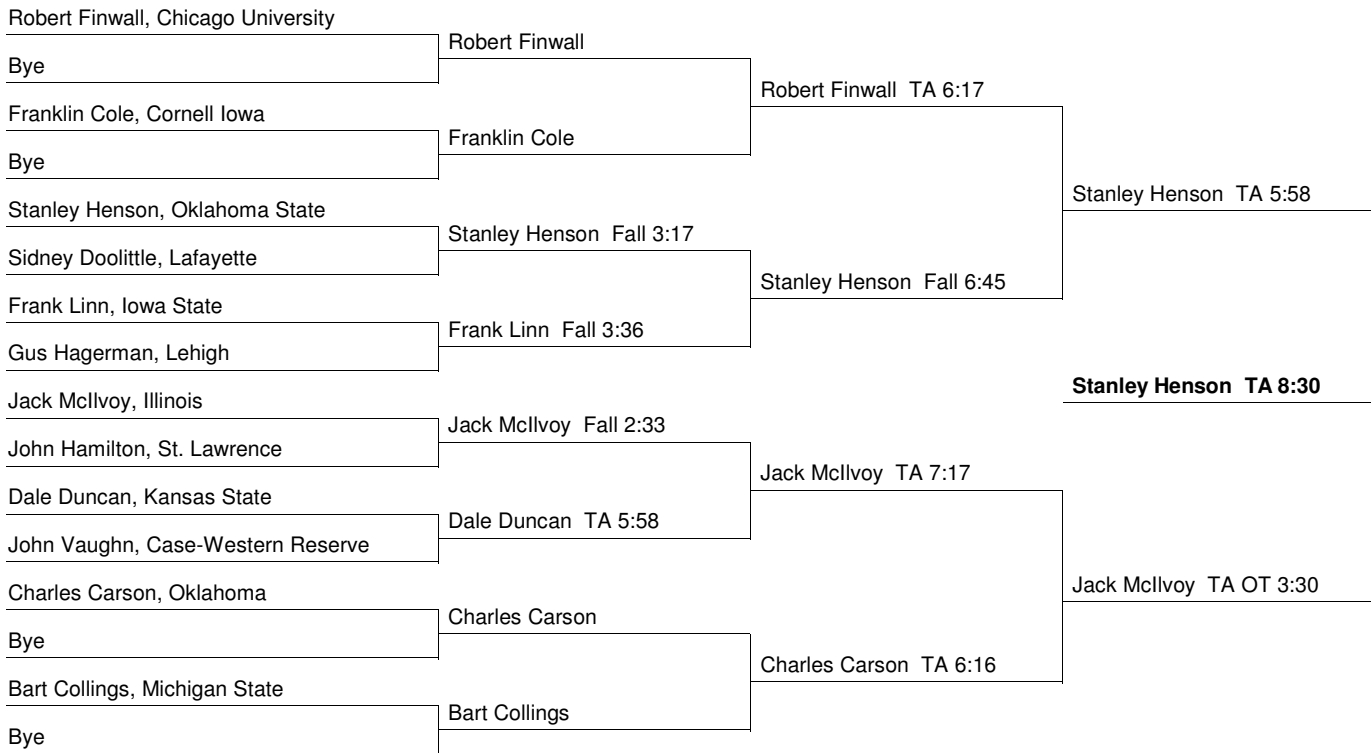 Robert Finwall, Chicago University
Bye
Franklin Cole, Cornell Iowa
Bye
Stanley Henson, Oklahoma State
Sidney Doolittle, Lafayette
Frank Linn, Iowa State
Gus Hagerman, Lehigh
Jack McIlvoy, Illinois
John Hamilton, St. Lawrence
Dale Duncan, Kansas State
John Vaughn, Case-Western Reserve
Charles Carson, Oklahoma
Bye
Bart Collings, Michigan State
Bye
Robert Finwall
Franklin Cole
Stanley Henson Fall 3:17
Frank Linn Fall 3:36
Jack McIlvoy Fall 2:33
Dale Duncan TA 5:58
Charles Carson
Bart Collings
Robert Finwall TA 6:17
Stanley Henson Fall 6:45
Jack McIlvoy TA 7:17
Charles Carson TA 6:16
Stanley Henson TA 5:58
Stanley Henson TA 8:30
Jack McIlvoy TA OT 3:30